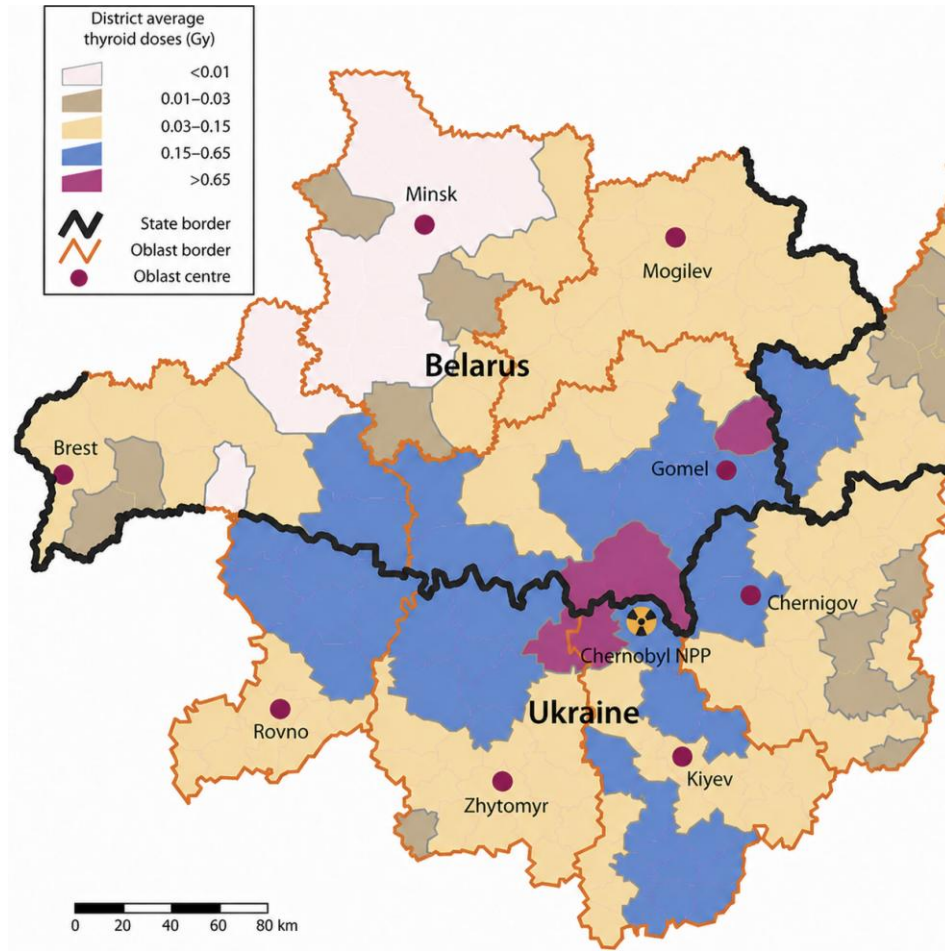 District average
thyroid doses (Gy)
<0.01
0.01–0.03
0.03–0.15
0.15–0.65
>0.65
State border
Oblast border
Oblast centre
Minsk
Mogilev
Belarus
Brest
Gomel
Chernigov
Chernobyl NPP
Ukraine
Rovno
Kiyev
Zhytomyr
0 20 40 60 80 km